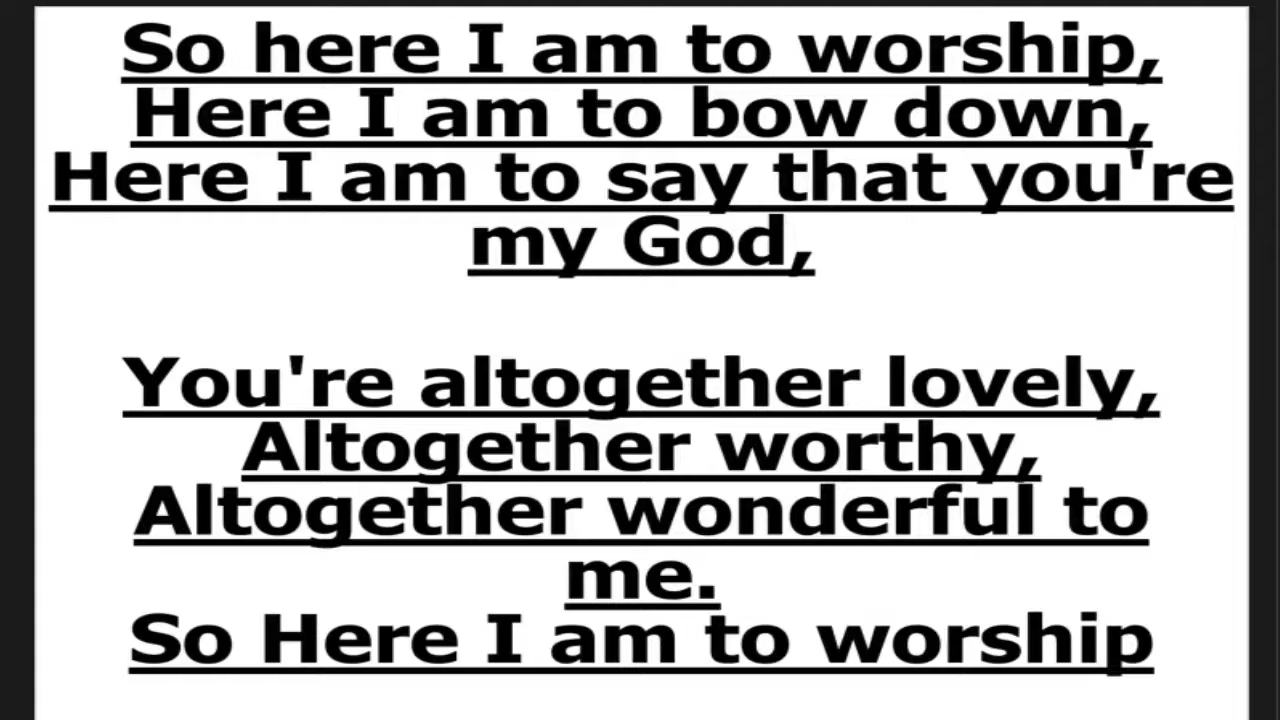 So here I am to worship,
Here I am to bow down,
Here I am to say that you're
my God,
You're altogether lovely,
Altogether worthy,
Altogether wonderful to
me.
So Here I am to worship